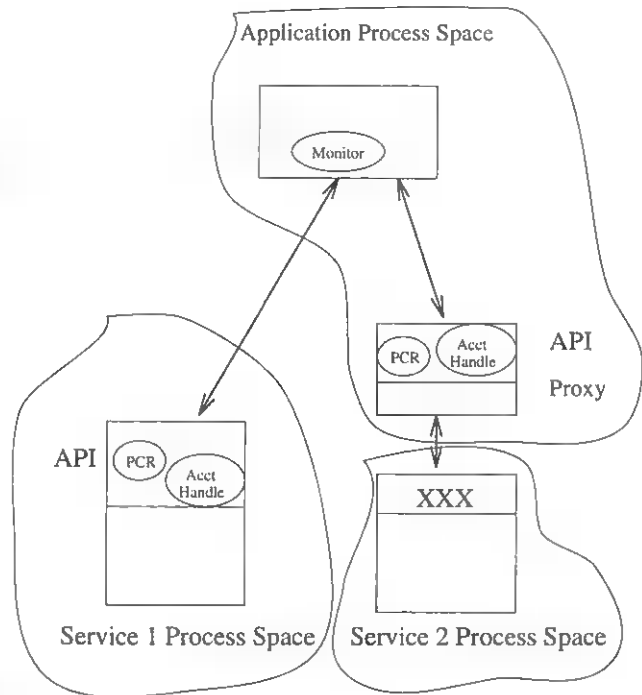 Application Process Space
Monitor
PCR
Acct
Handle
API
Proxy
API
PCR
Acct
Handle
XXX
Service 1 Process Space
Service 2 Process Space